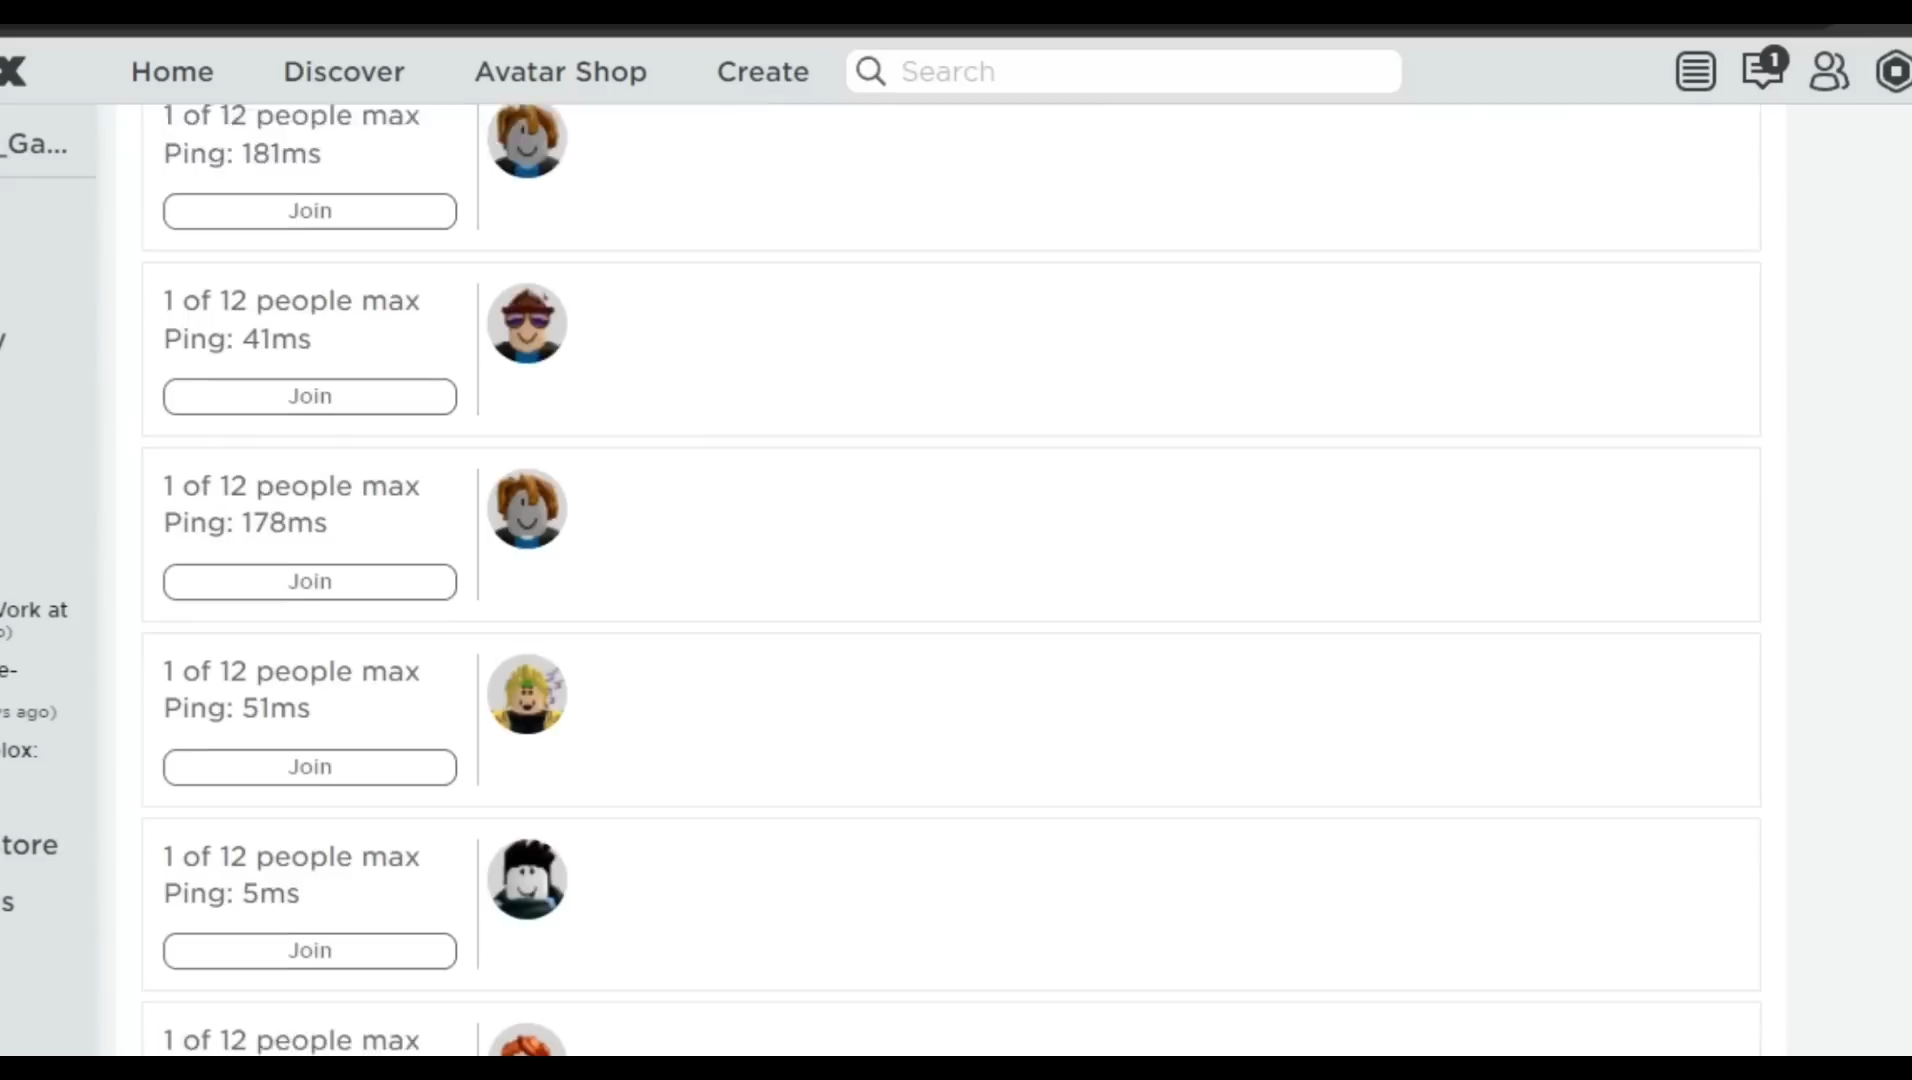 Home Discover Avatar Shop Create Search 1
_Ga...
1 of 12 people max
Ping: 181ms
Join
1 of 12 people max
Ping: 41ms
Join
1 of 12 people max
Ping: 178ms
Join
1 of 12 people max
Ping: 51ms
Join
1 of 12 people max
Ping: 5ms
Join
1 of 12 people max
Work at
o)
e-
s ago)
lox:
tore
s